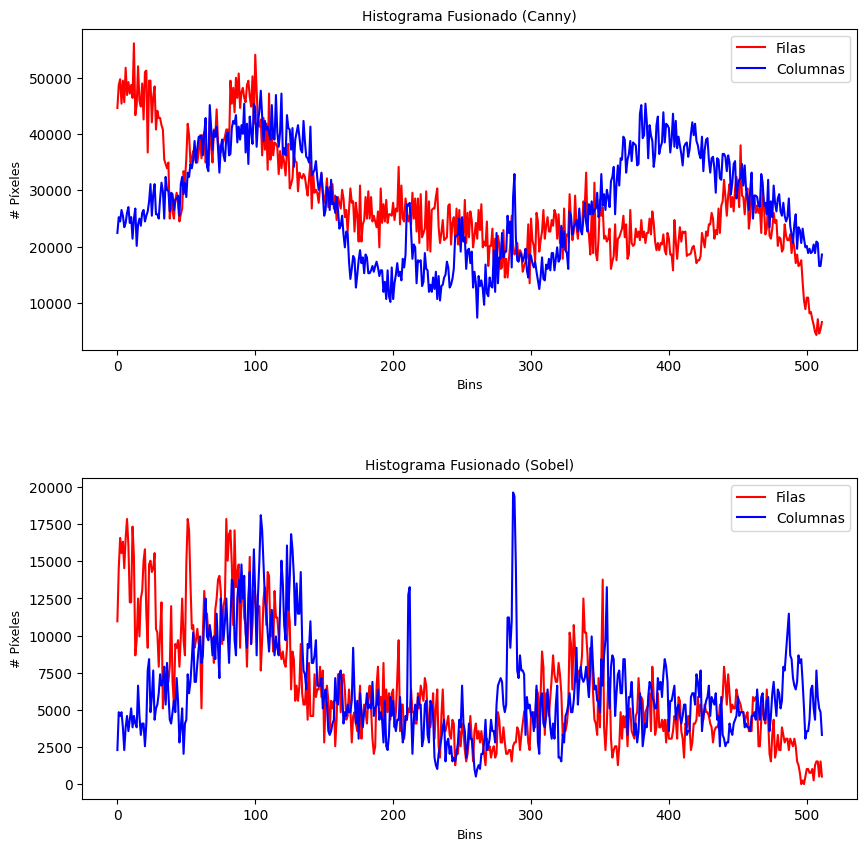 Histograma Fusionado (Canny)
Filas
Columnas
50000
40000
30000
20000
10000
# Píxeles
0 100 200 300 400 500
Bins
Histograma Fusionado (Sobel)
Filas
Columnas
20000
17500
15000
12500
10000
7500
5000
2500
0
# Píxeles
0 100 200 300 400 500
Bins